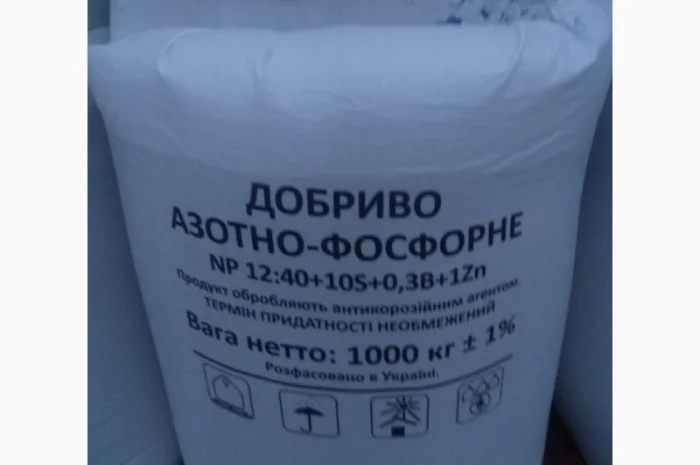 ДОБРИВО
АЗОТНО-ФОСФОРНЕ
NP 12:40+10S+0,3B+1Zn
Продукт обробляють антикорозійним агентом.
ТЕРМІН ПРИДАТНОСТІ НЕОБМЕЖЕНИЙ
Вага нетто: 1000 кг ± 1%
Розфасовано в Україні.